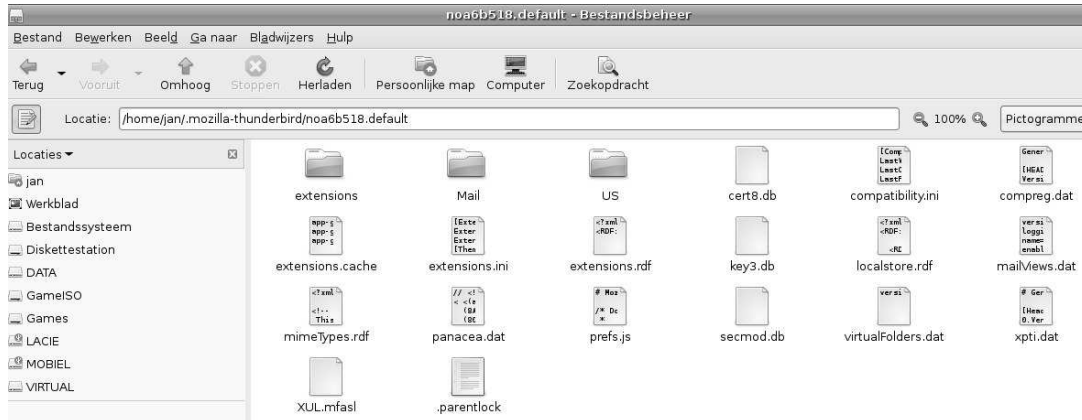 noa6b518.default - Bestandsbeheer
Bestand Bewerken Beeld Ga naar Bladwijzers Hulp
Terug Vooruit Omhoog Stoppen Herladen Persoonlijke map Computer Zoekopdracht
Locatie: /home/jan/.mozilla-thunderbird/noa6b518.default 100% Pictogramme
Locaties
jan
Werkblad
Bestandssysteem
Diskettestation
DATA
GameISO
Games
LACIE
MOBIEL
VIRTUAL
extensions Mail US cert8.db compatibility.ini compreg.dat
extensions.cache extensions.ini extensions.rdf key3.db localstore.rdf mailViews.dat
mimeTypes.rdf panacea.dat prefs.js secmod.db virtualFolders.dat xpti.dat
XUL.mfasl .parentlock